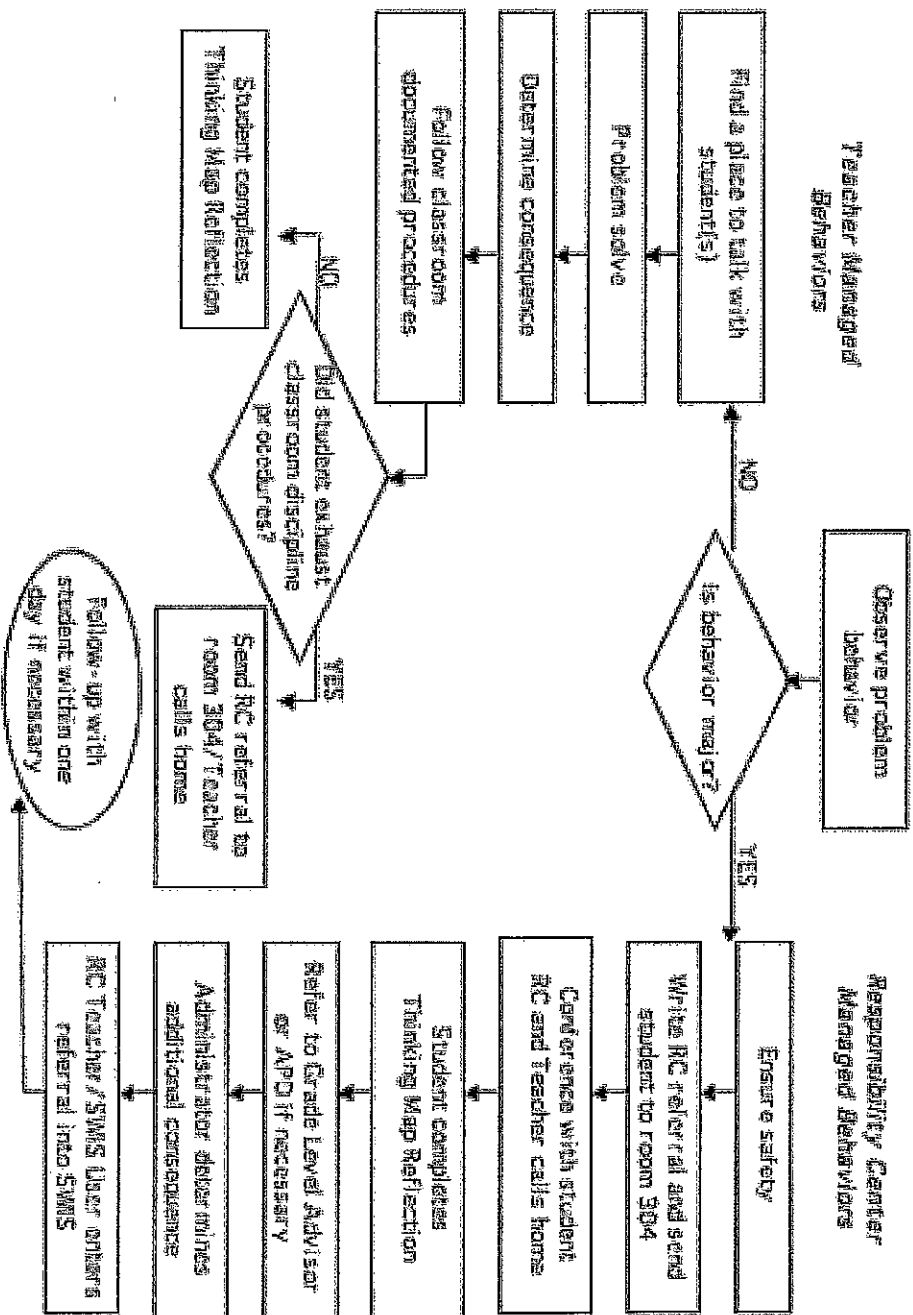 Observe problem
behavior
Is behavior major?
NO
YES
Teacher Managed
Behaviors
Find a place to talk with
student(s)
Problem solve
Determine consequence
Follow classroom
documented procedures
Did student exhaust
classroom discipline
procedures?
NO
YES
Student completes
Thinking Map Reflection
Send RC referral to
room 304/Teacher
calls home
Responsibility Center
Managed Behaviors
Ensure safety
Write RC referral and send
student to room 304
Conference with student
RC and Teacher calls home
Student completes
Thinking Map Reflection
Refer to Grade Level Advisor
or APO if necessary
Administrator determines
additional consequence
RC Teacher/SWIS User enters
referral into SWIS
Follow-up with
student within one
day if necessary